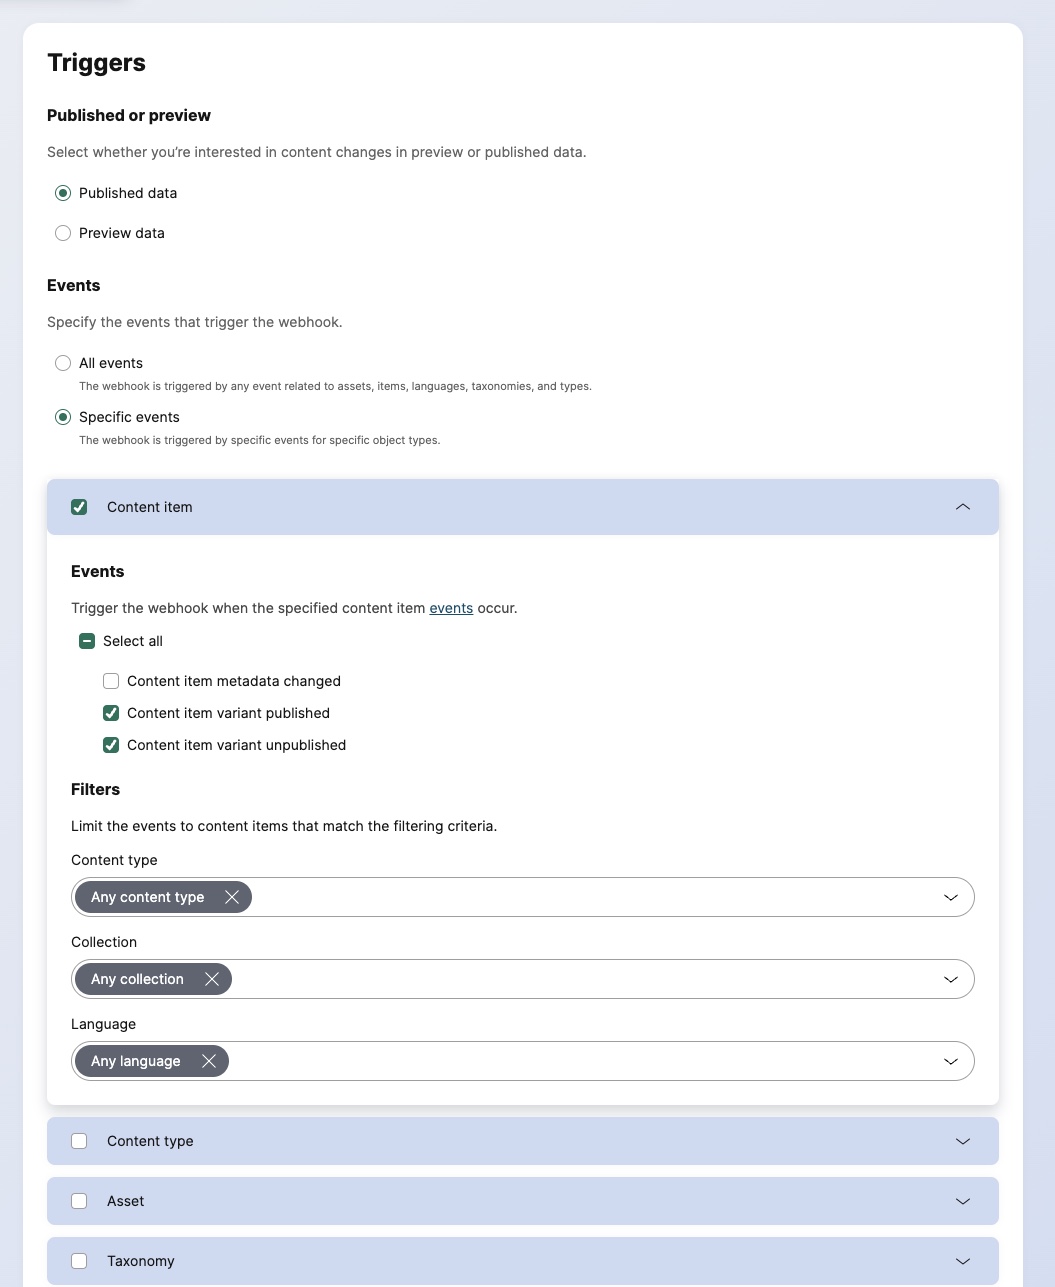 Triggers
Published or preview
Select whether you're interested in content changes in preview or published data.
Published data
Preview data
Events
Specify the events that trigger the webhook.
All events
The webhook is triggered by any event related to assets, items, languages, taxonomies, and types.
Specific events
The webhook is triggered by specific events for specific object types.
Content item
Events
Trigger the webhook when the specified content item events occur.
Select all
Content item metadata changed
Content item variant published
Content item variant unpublished
Filters
Limit the events to content items that match the filtering criteria.
Content type
Any content type
Collection
Any collection
Language
Any language
Content type
Asset
Taxonomy